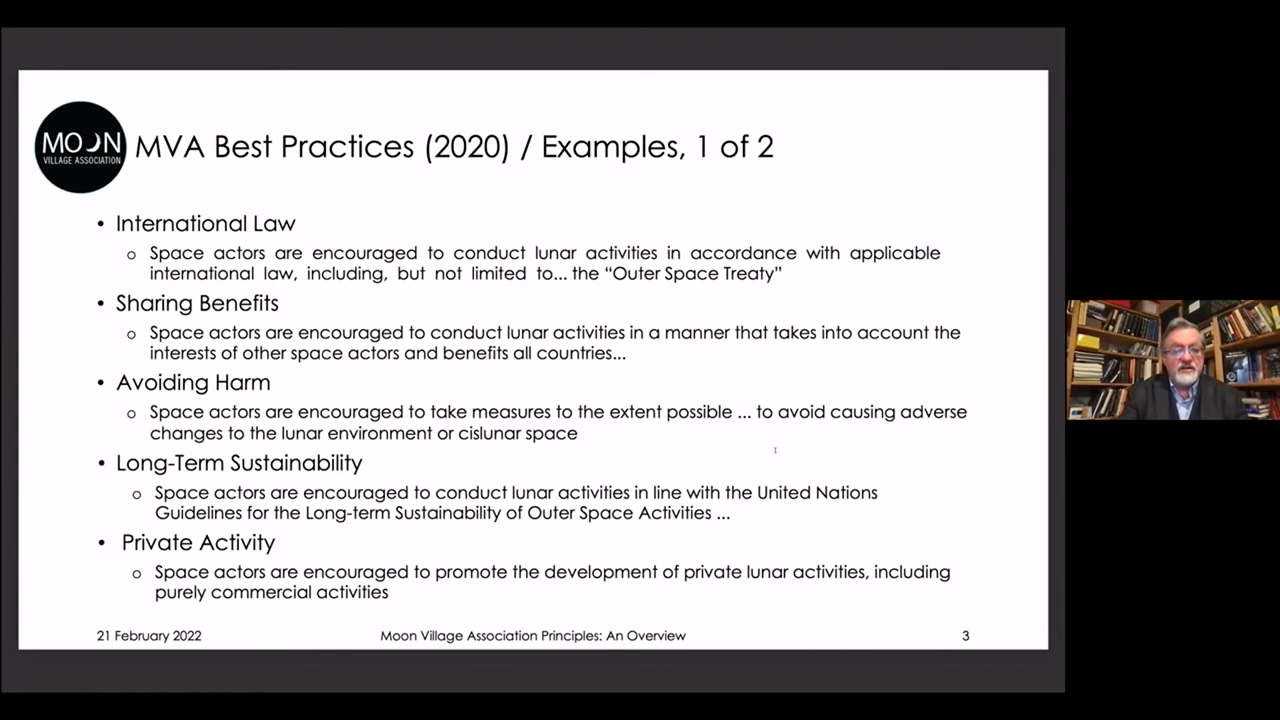 MOON
VILLAGE ASSOCIATION
MVA Best Practices (2020) / Examples, 1 of 2
• International Law
o Space actors are encouraged to conduct lunar activities in accordance with applicable
international law, including, but not limited to... the “Outer Space Treaty”
• Sharing Benefits
o Space actors are encouraged to conduct lunar activities in a manner that takes into account the
interests of other space actors and benefits all countries...
• Avoiding Harm
o Space actors are encouraged to take measures to the extent possible ... to avoid causing adverse
changes to the lunar environment or cislunar space
• Long-Term Sustainability
o Space actors are encouraged to conduct lunar activities in line with the United Nations
Guidelines for the Long-term Sustainability of Outer Space Activities ...
• Private Activity
o Space actors are encouraged to promote the development of private lunar activities, including
purely commercial activities
21 February 2022 Moon Village Association Principles: An Overview 3